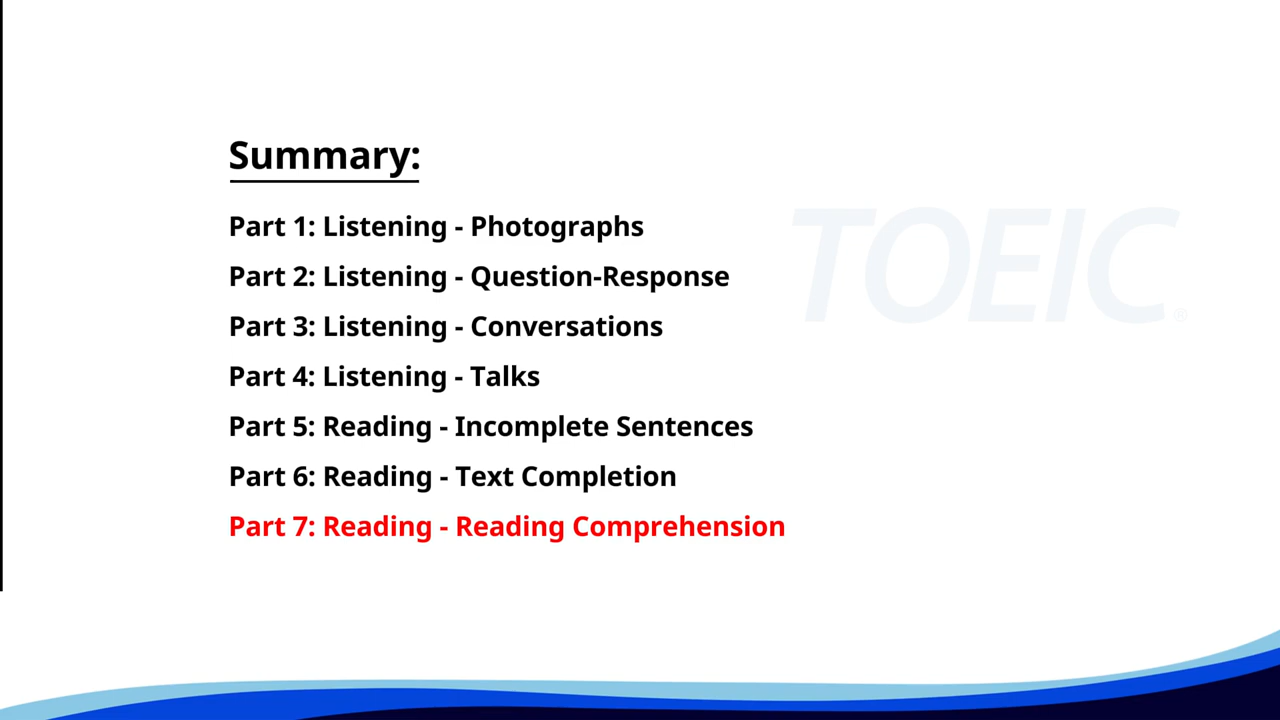 Summary:
Part 1: Listening - Photographs
Part 2: Listening - Question-Response
TOEIC®
Part 3: Listening - Conversations
Part 4: Listening - Talks
Part 5: Reading - Incomplete Sentences
Part 6: Reading - Text Completion
Part 7: Reading - Reading Comprehension